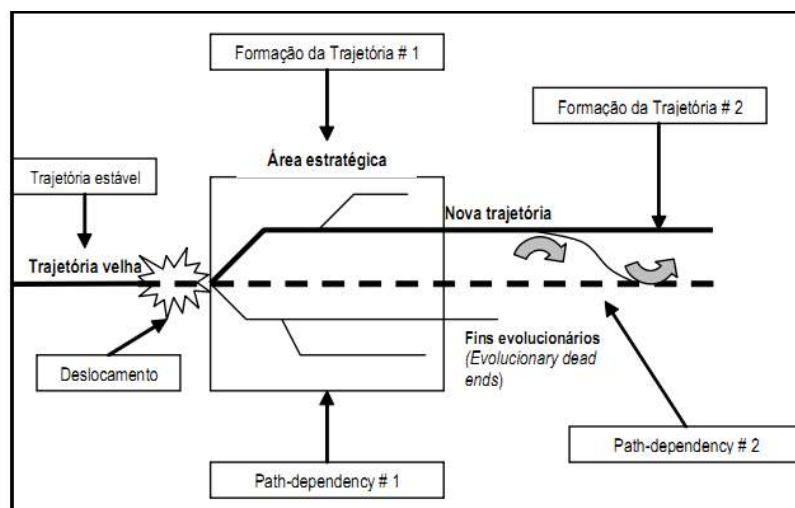 Formação da Trajetória # 1
Formação da Trajetória # 2
Área estratégica
Trajetória estável
Nova trajetória
Trajetória velha
Fins evolucionários
(Evolucionary dead
ends)
Deslocamento
Path-dependency # 2
Path-dependency # 1